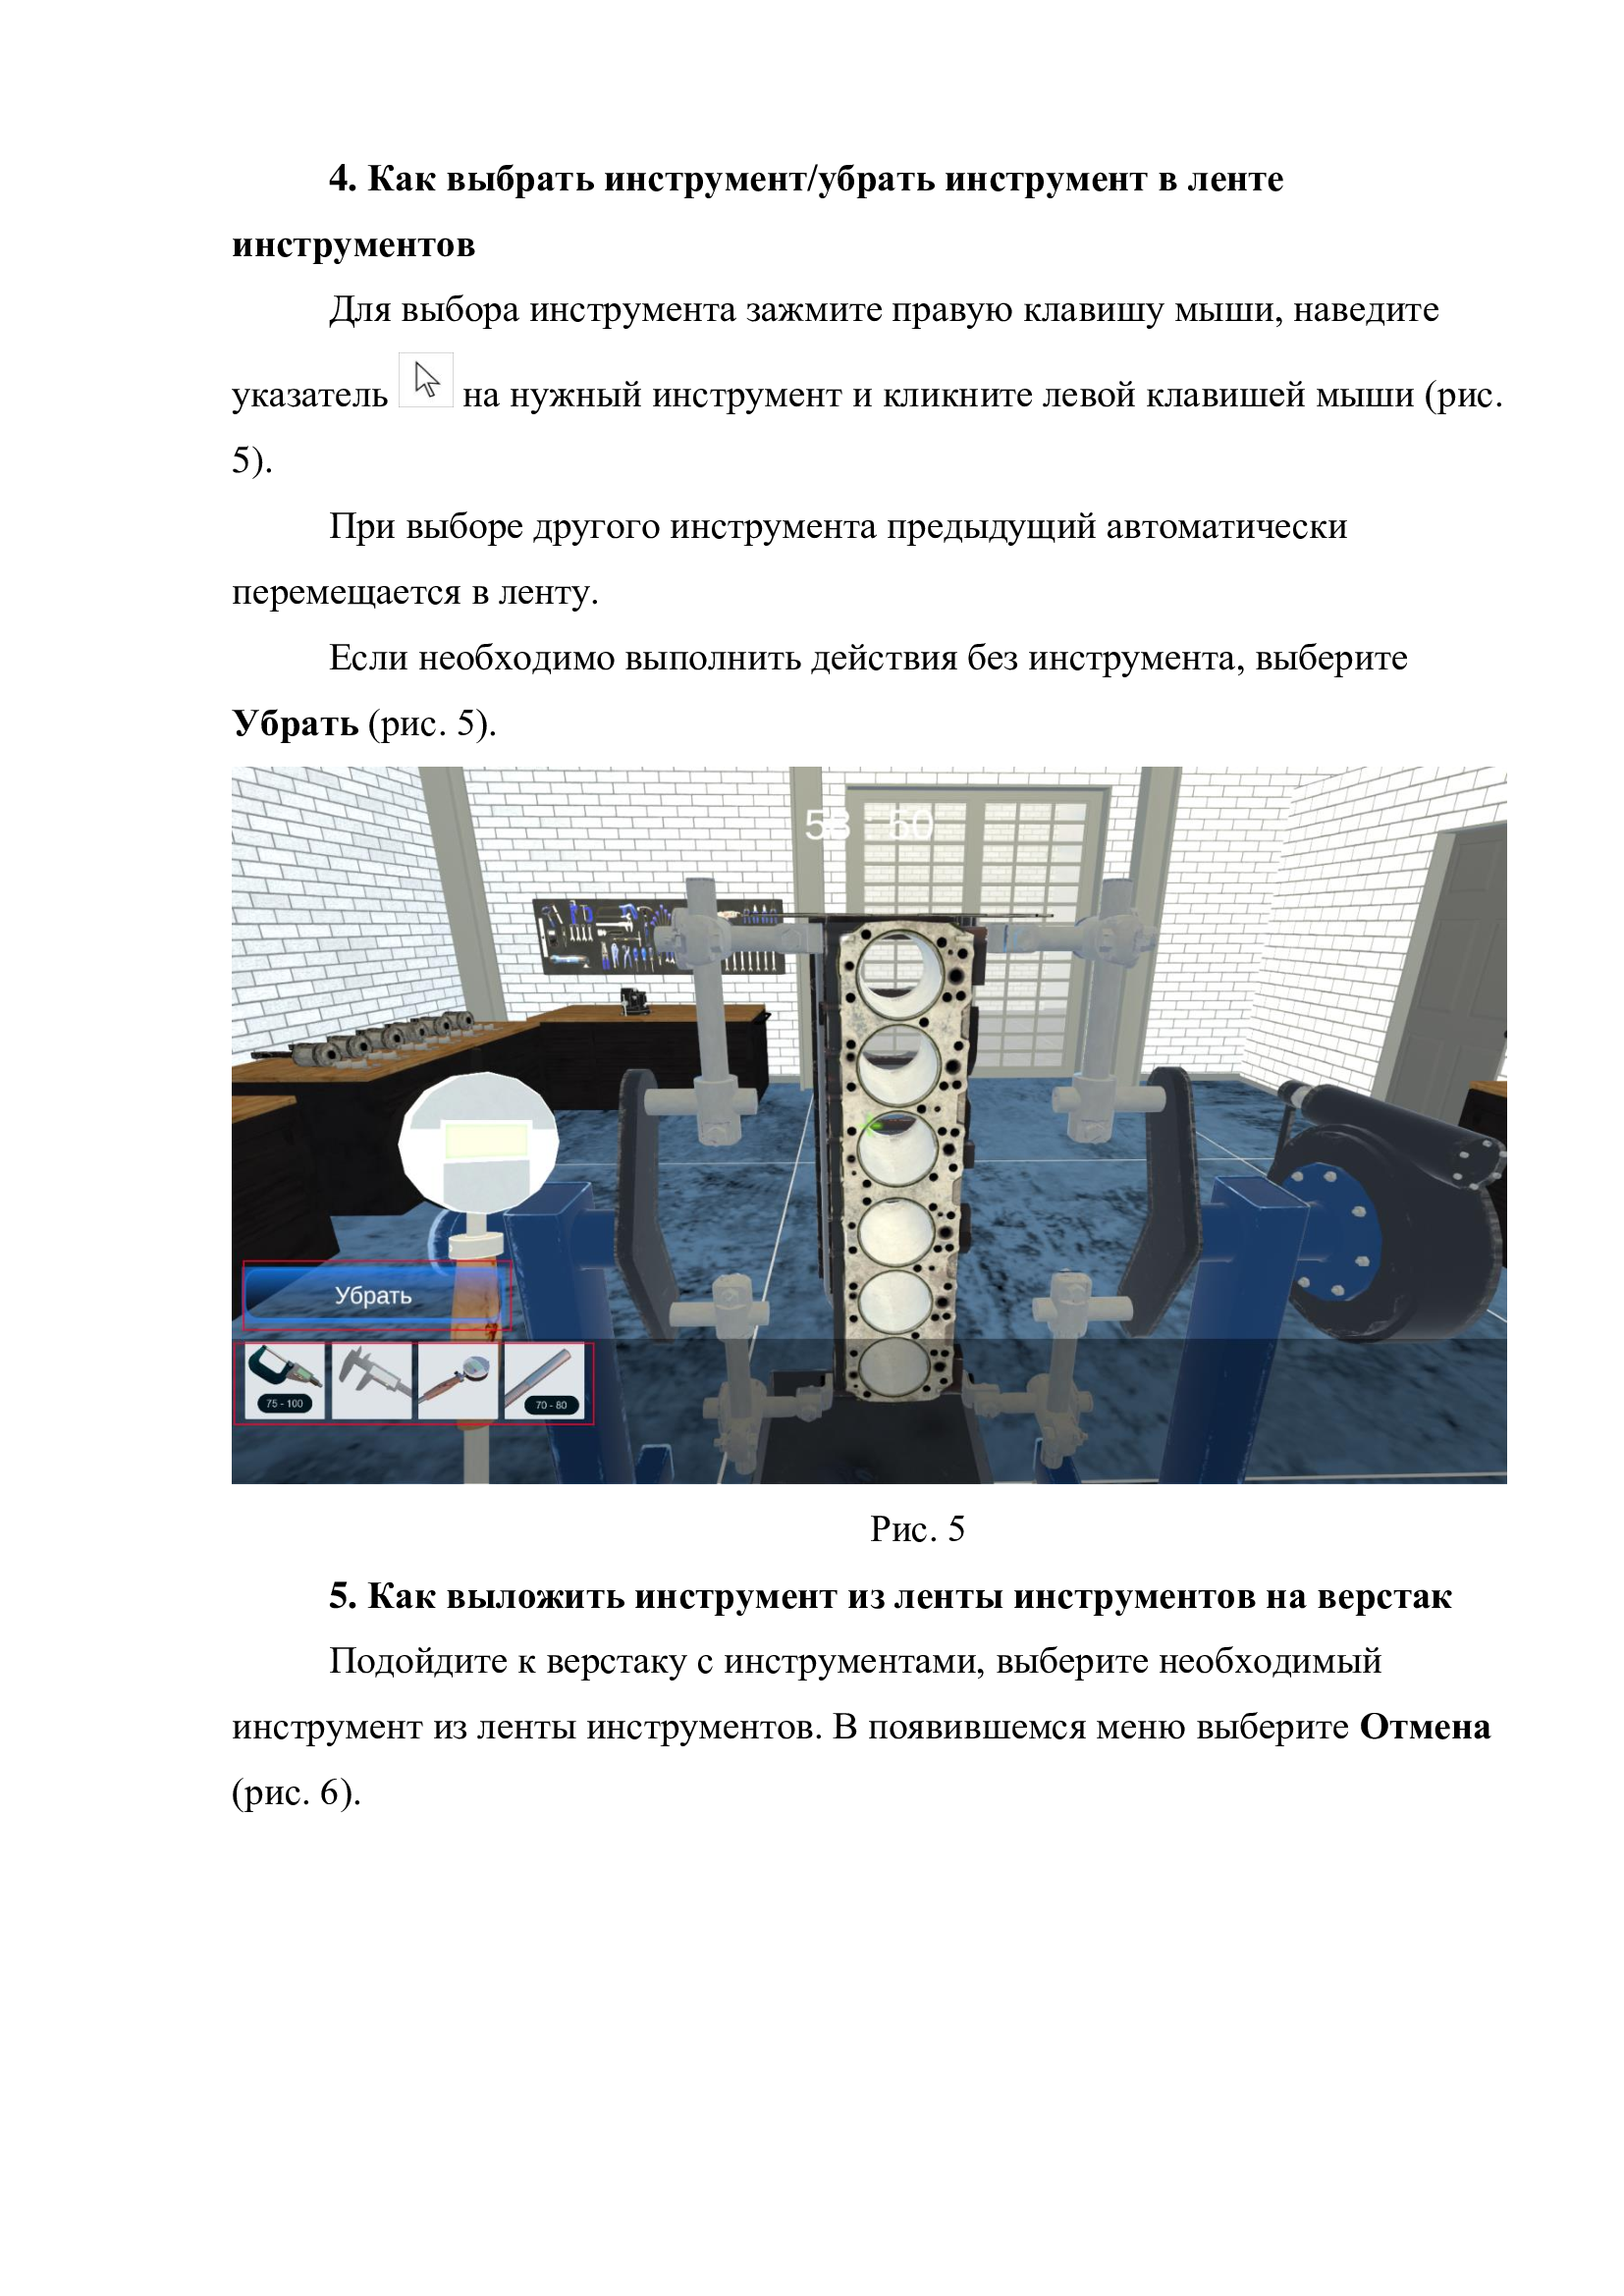 4. Как выбрать инструмент/убрать инструмент в ленте
инструментов
Для выбора инструмента зажмите правую клавишу мыши, наведите
указатель на нужный инструмент и кликните левой клавишей мыши (рис.
5).
При выборе другого инструмента предыдущий автоматически
перемещается в ленту.
Если необходимо выполнить действия без инструмента, выберите
Убрать (рис. 5).
58 : 50
Убрать
75 - 100
70 - 80
Рис. 5
5. Как выложить инструмент из ленты инструментов на верстак
Подойдите к верстаку с инструментами, выберите необходимый
инструмент из ленты инструментов. В появившемся меню выберите Отмена
(рис. 6).